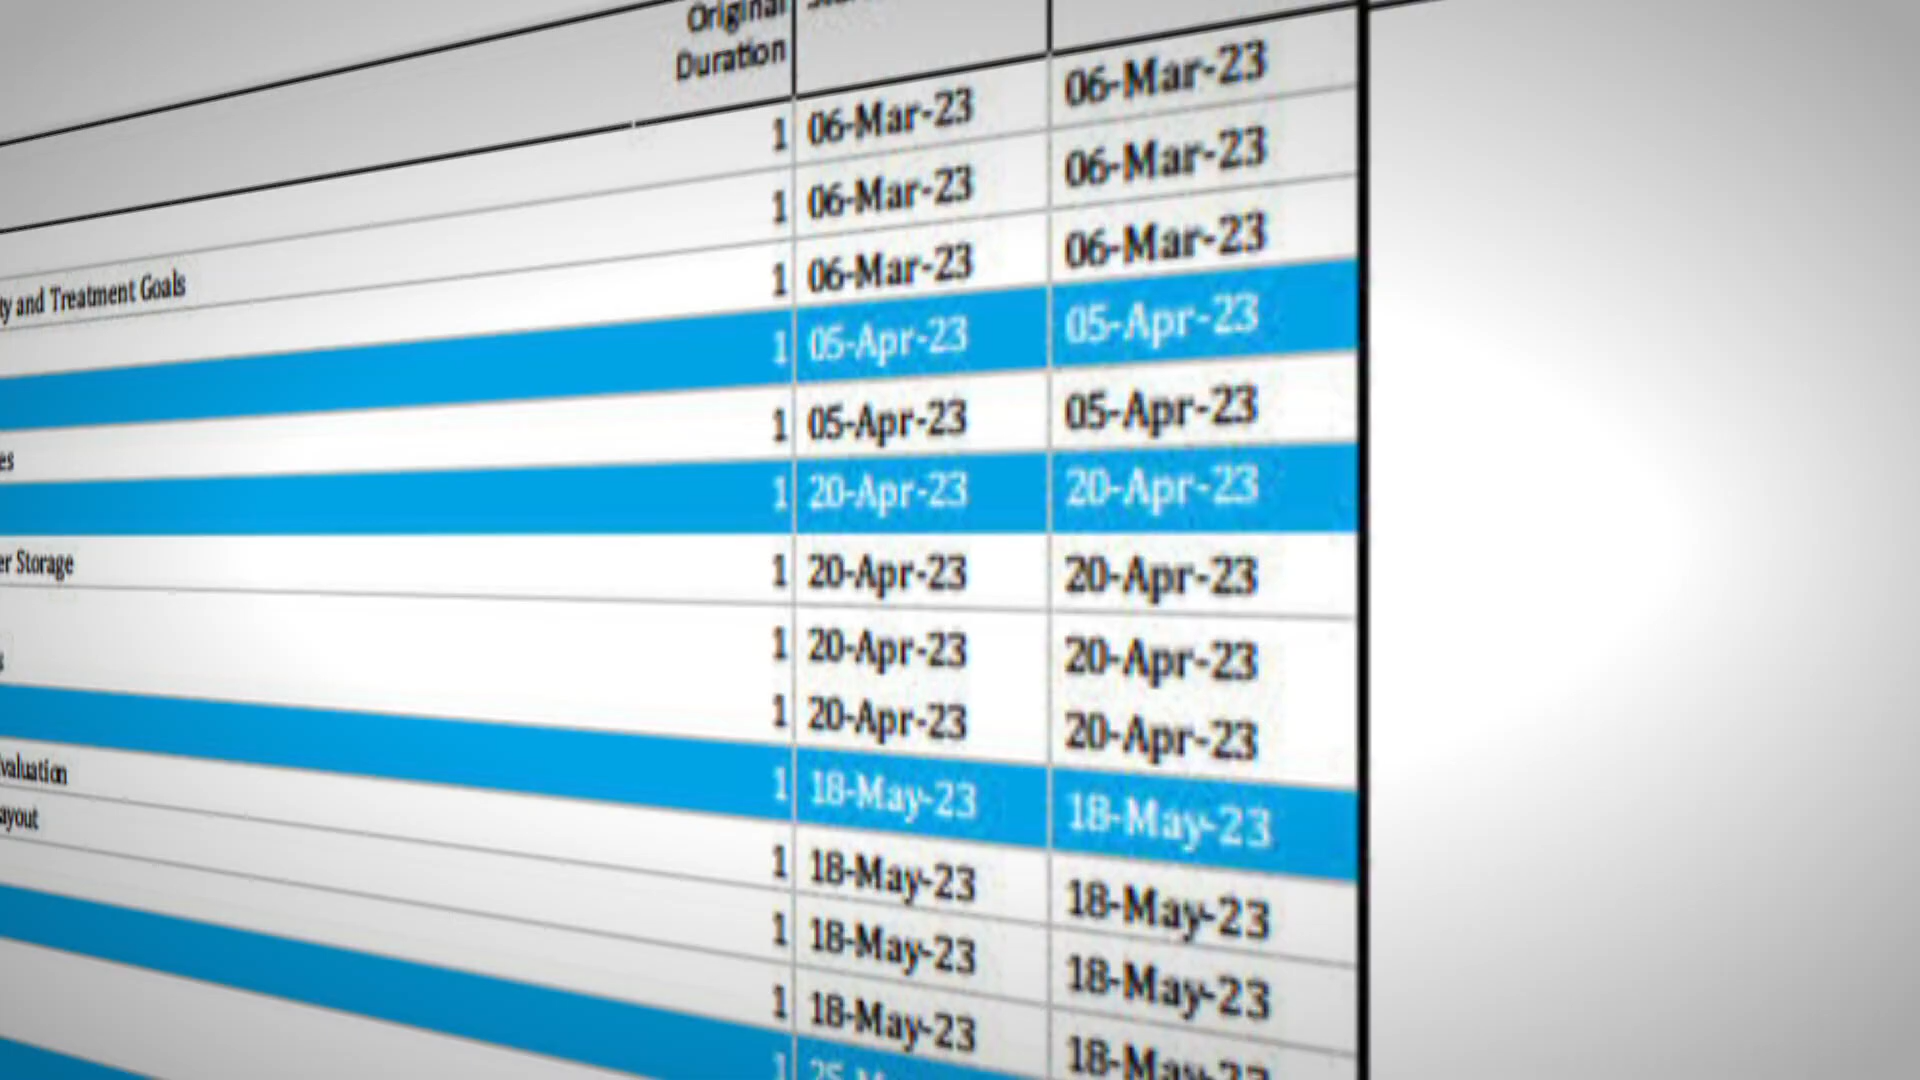 Original
Duration
1 06-Mar-23 06-Mar-23
1 06-Mar-23 06-Mar-23
and Treatment Goals 1 06-Mar-23 06-Mar-23
1 05-Apr-23 05-Apr-23
1 05-Apr-23 05-Apr-23
1 20-Apr-23 20-Apr-23
Storage 1 20-Apr-23 20-Apr-23
1 20-Apr-23 20-Apr-23
1 20-Apr-23 20-Apr-23
1 18-May-23 18-May-23
valuation 1 18-May-23 18-May-23
ayout 1 18-May-23 18-May-23
1 18-May-23 18-May-23
1